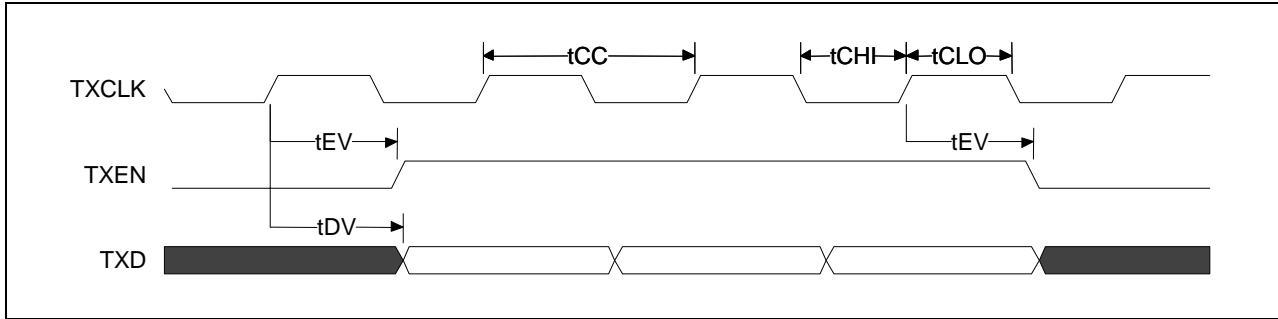 tCC
tCHI
tCLO
TXCLK
tEV
tEV
TXEN
tDV
TXD